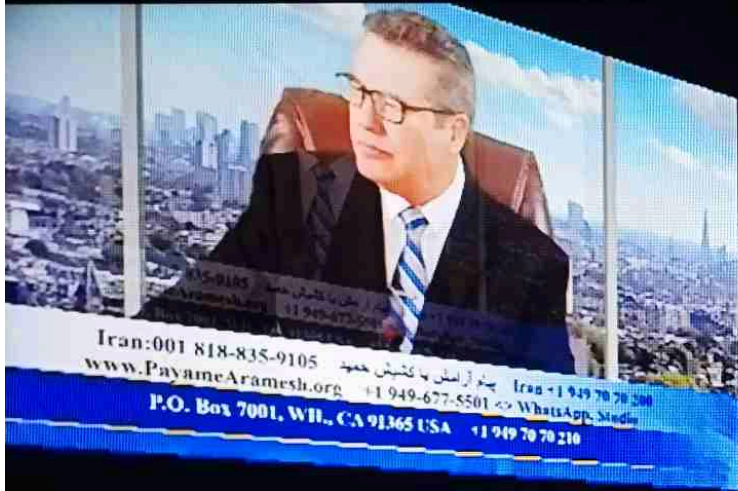 Iran:001 818-835-9105 پیام آرامش با کشیش حمید Iran +1 949 70 70 200
www.PayameAramesh.org +1 949-677-5501 <> WhatsApp, Studio
P.O. Box 7001, WH., CA 91365 USA +1 949 70 70 210